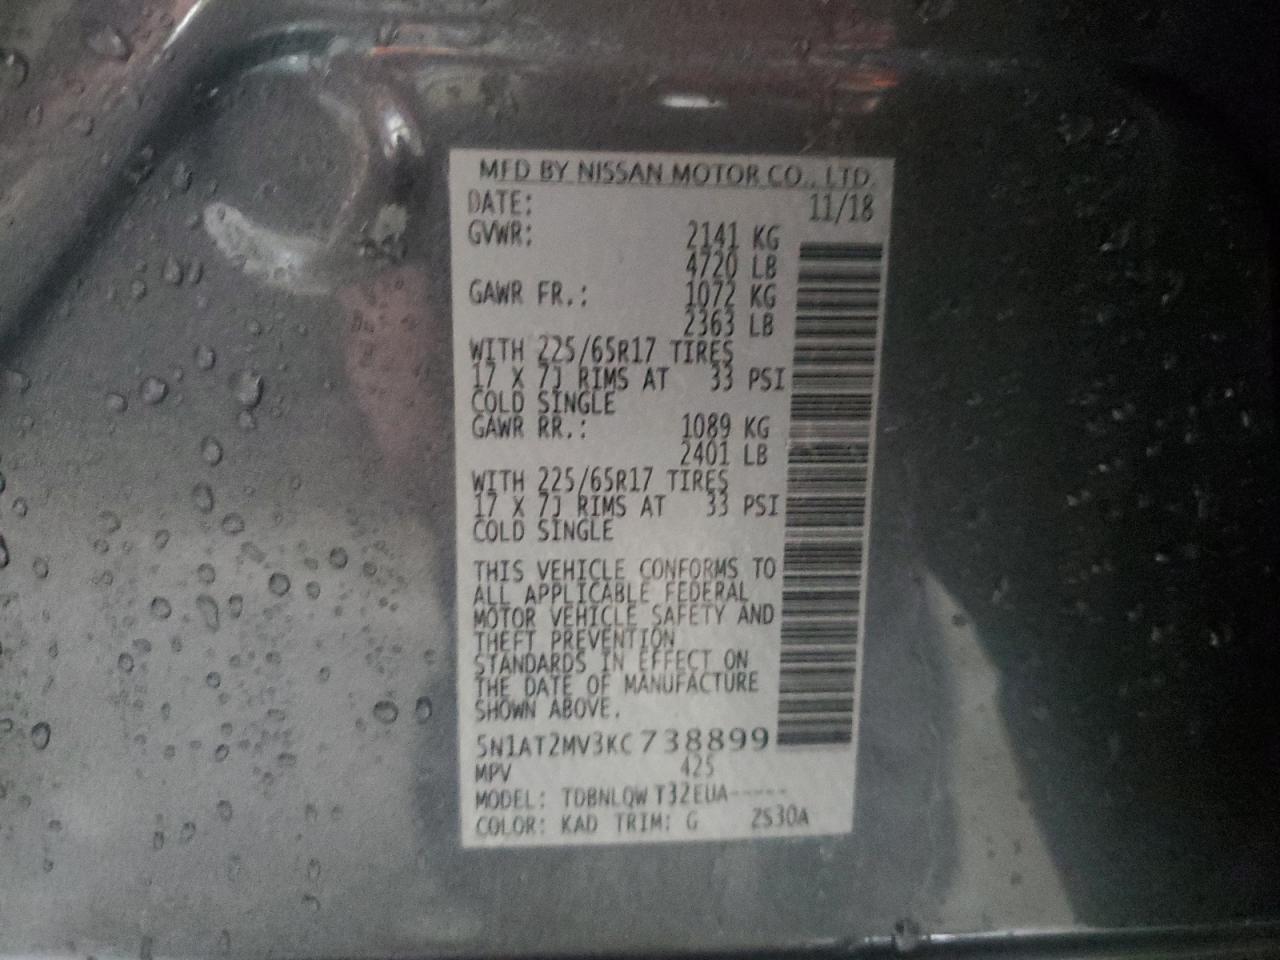 MFD BY NISSAN MOTOR CO., LTD.
DATE: 11/18
GVWR: 2141 KG
4720 LB
GAWR FR.: 1072 KG
2363 LB
WITH 225/65R17 TIRES
17 X 7J RIMS AT 33 PSI
COLD SINGLE
GAWR RR.: 1089 KG
2401 LB
WITH 225/65R17 TIRES
17 X 7J RIMS AT 33 PSI
COLD SINGLE
THIS VEHICLE CONFORMS TO
ALL APPLICABLE FEDERAL
MOTOR VEHICLE SAFETY AND
THEFT PREVENTION
STANDARDS IN EFFECT ON
THE DATE OF MANUFACTURE
SHOWN ABOVE.
5N1AT2MV3KC738899
MPV 425
MODEL: TDBNLQW T32EUA-----
COLOR: KAD TRIM: G 2S30A